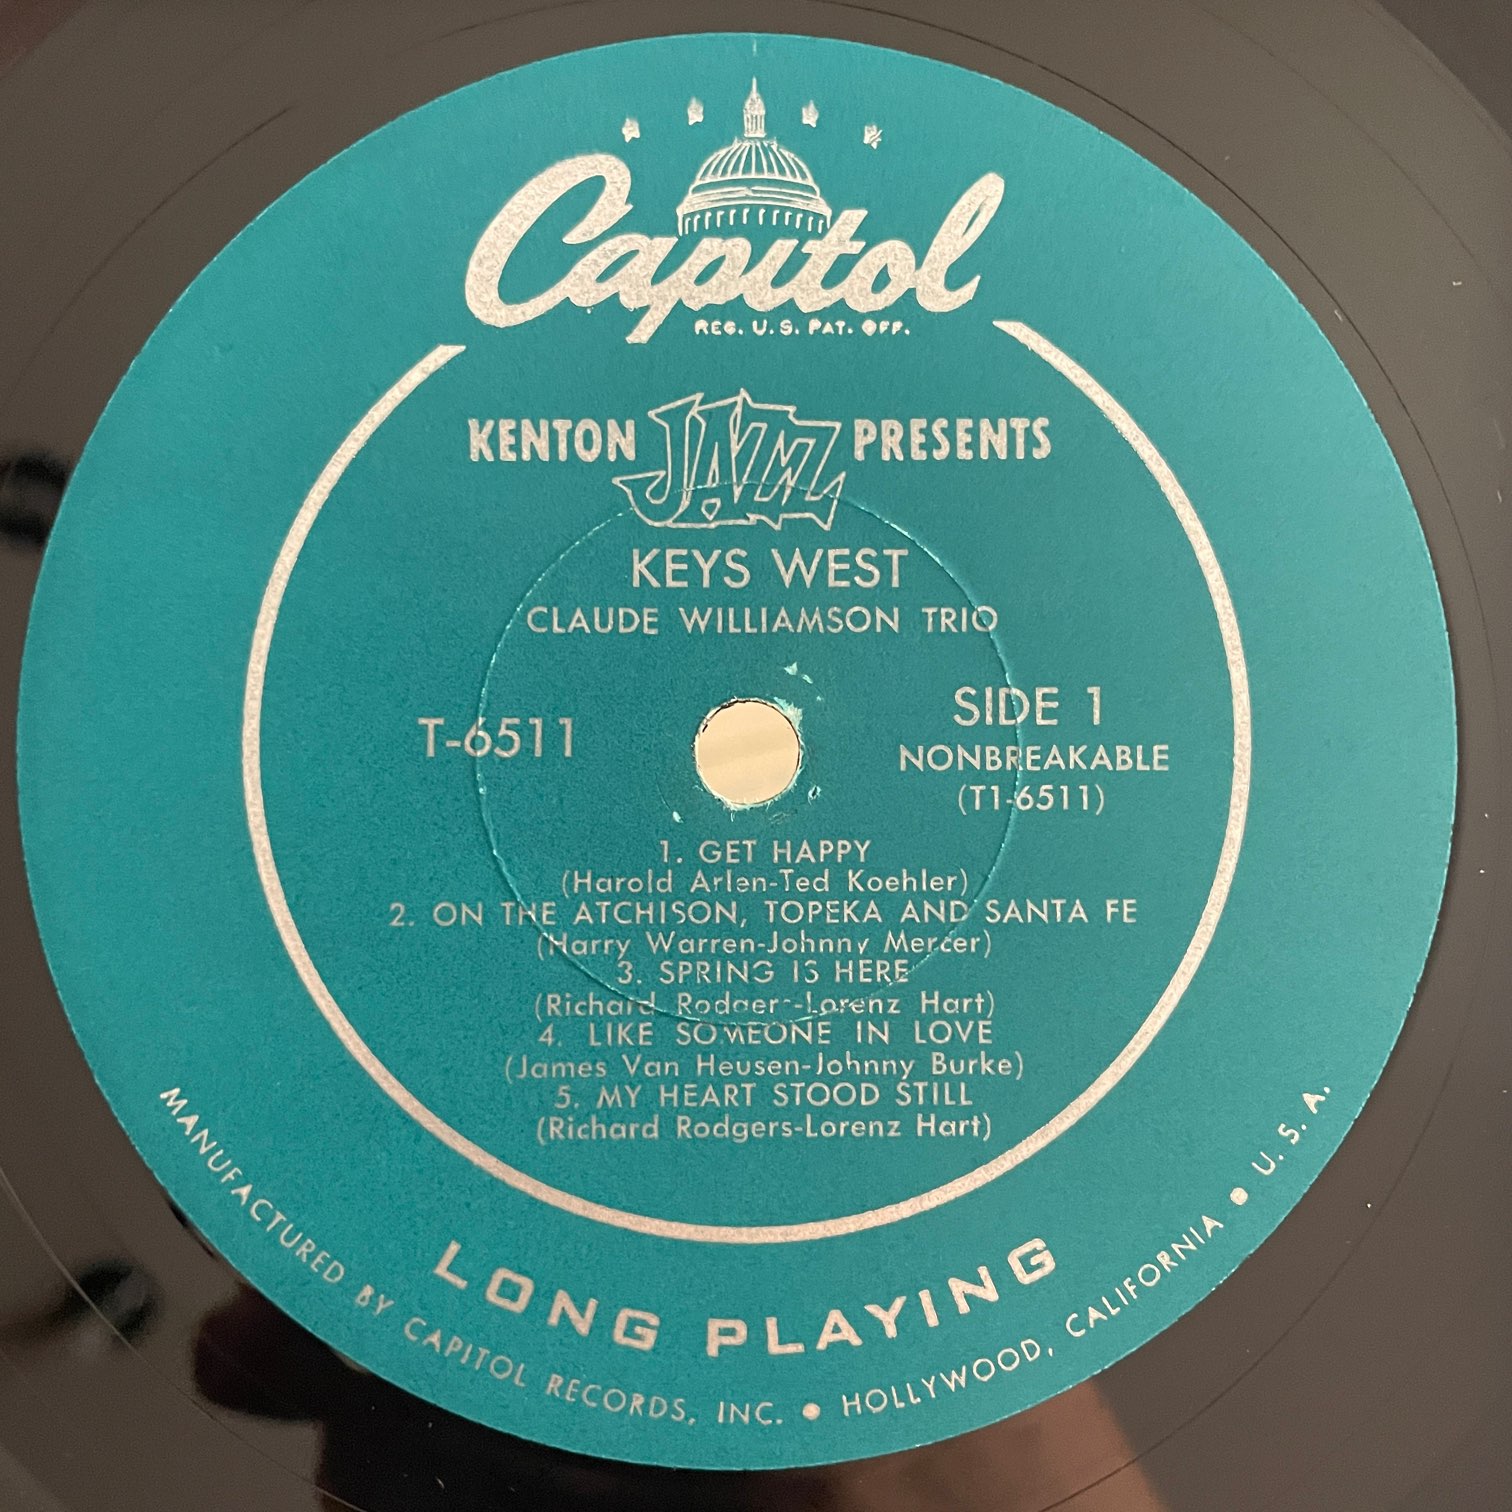 Capitol
REG. U.S. PAT. OFF.
KENTON JAZZ PRESENTS
KEYS WEST
CLAUDE WILLIAMSON TRIO
T-6511
SIDE 1
NONBREAKABLE
(T1-6511)
1. GET HAPPY
(Harold Arlen-Ted Koehler)
2. ON THE ATCHISON, TOPEKA AND SANTA FE
(Harry Warren-Johnny Mercer)
3. SPRING IS HERE
(Richard Rodgers-Lorenz Hart)
4. LIKE SOMEONE IN LOVE
(James Van Heusen-Johnny Burke)
5. MY HEART STOOD STILL
(Richard Rodgers-Lorenz Hart)
LONG PLAYING
MANUFACTURED BY CAPITOL RECORDS, INC. • HOLLYWOOD, CALIFORNIA • U.S.A.